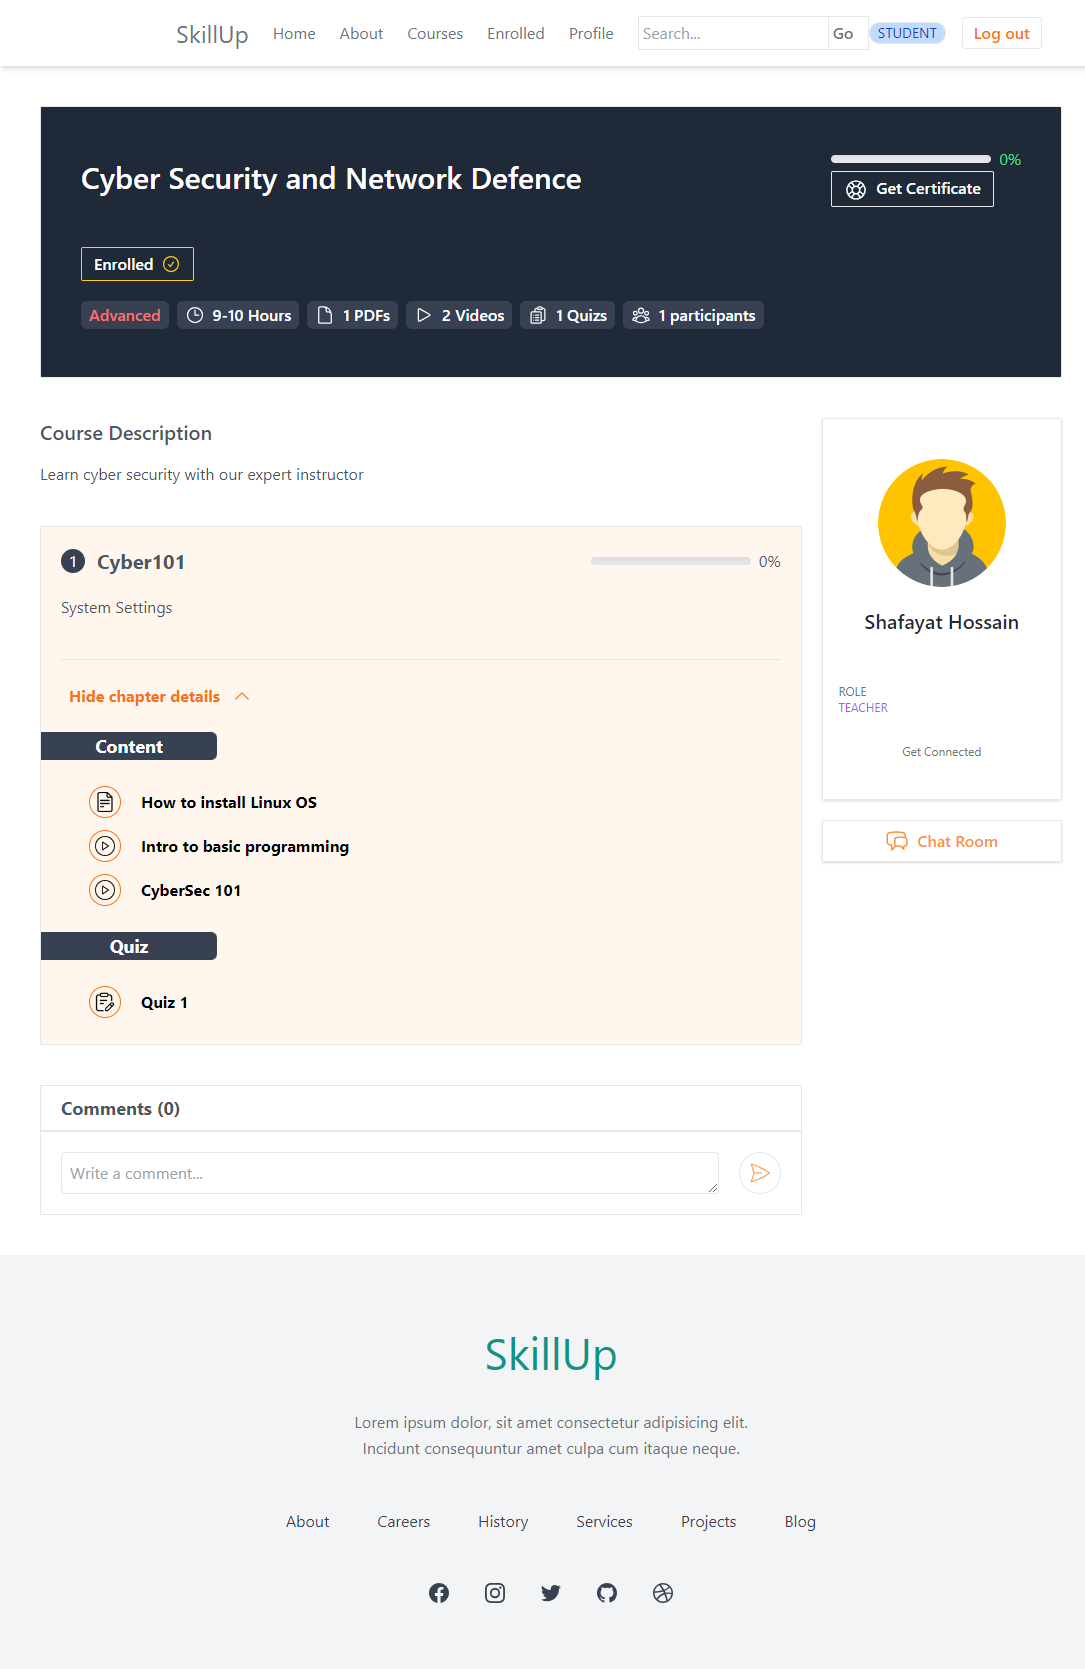 SkillUp Home About Courses Enrolled Profile Search... Go STUDENT Log out
Cyber Security and Network Defence
0%
Get Certificate
Enrolled
Advanced 9-10 Hours 1 PDFs 2 Videos 1 Quizs 1 participants
Course Description
Learn cyber security with our expert instructor
1 Cyber101 0%
System Settings
Hide chapter details
Content
How to install Linux OS
Intro to basic programming
CyberSec 101
Quiz
Quiz 1
Shafayat Hossain
ROLE
TEACHER
Get Connected
Chat Room
Comments (0)
Write a comment...
SkillUp
Lorem ipsum dolor, sit amet consectetur adipisicing elit.
Incidunt consequuntur amet culpa cum itaque neque.
About Careers History Services Projects Blog